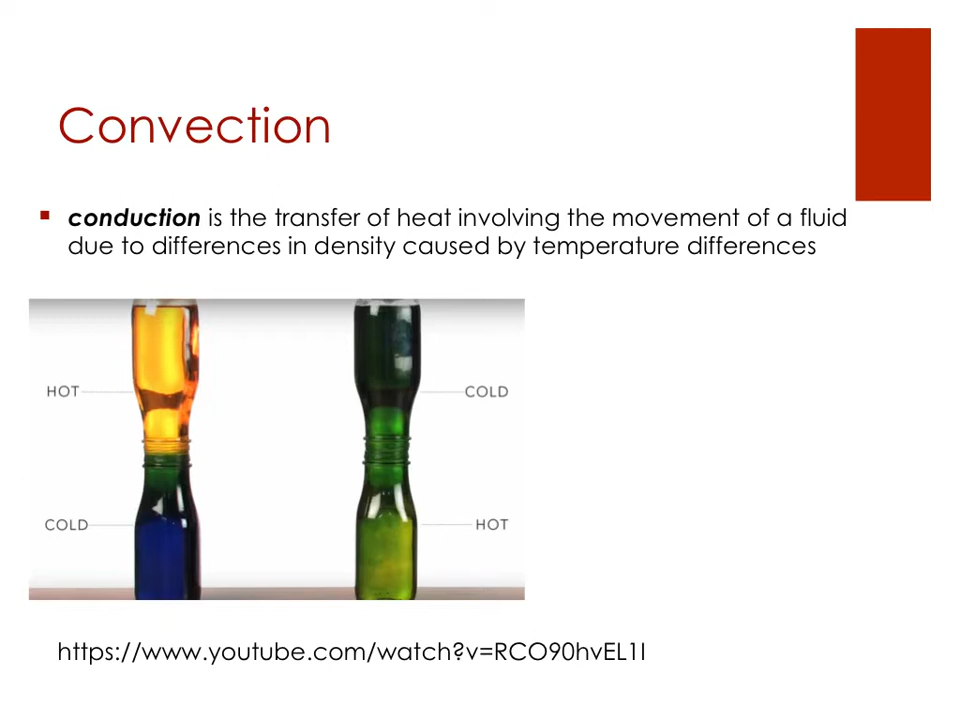 Convection
conduction is the transfer of heat involving the movement of a fluid
due to differences in density caused by temperature differences
HOT COLD
COLD HOT
https://www.youtube.com/watch?v=RCO90hvEL1I